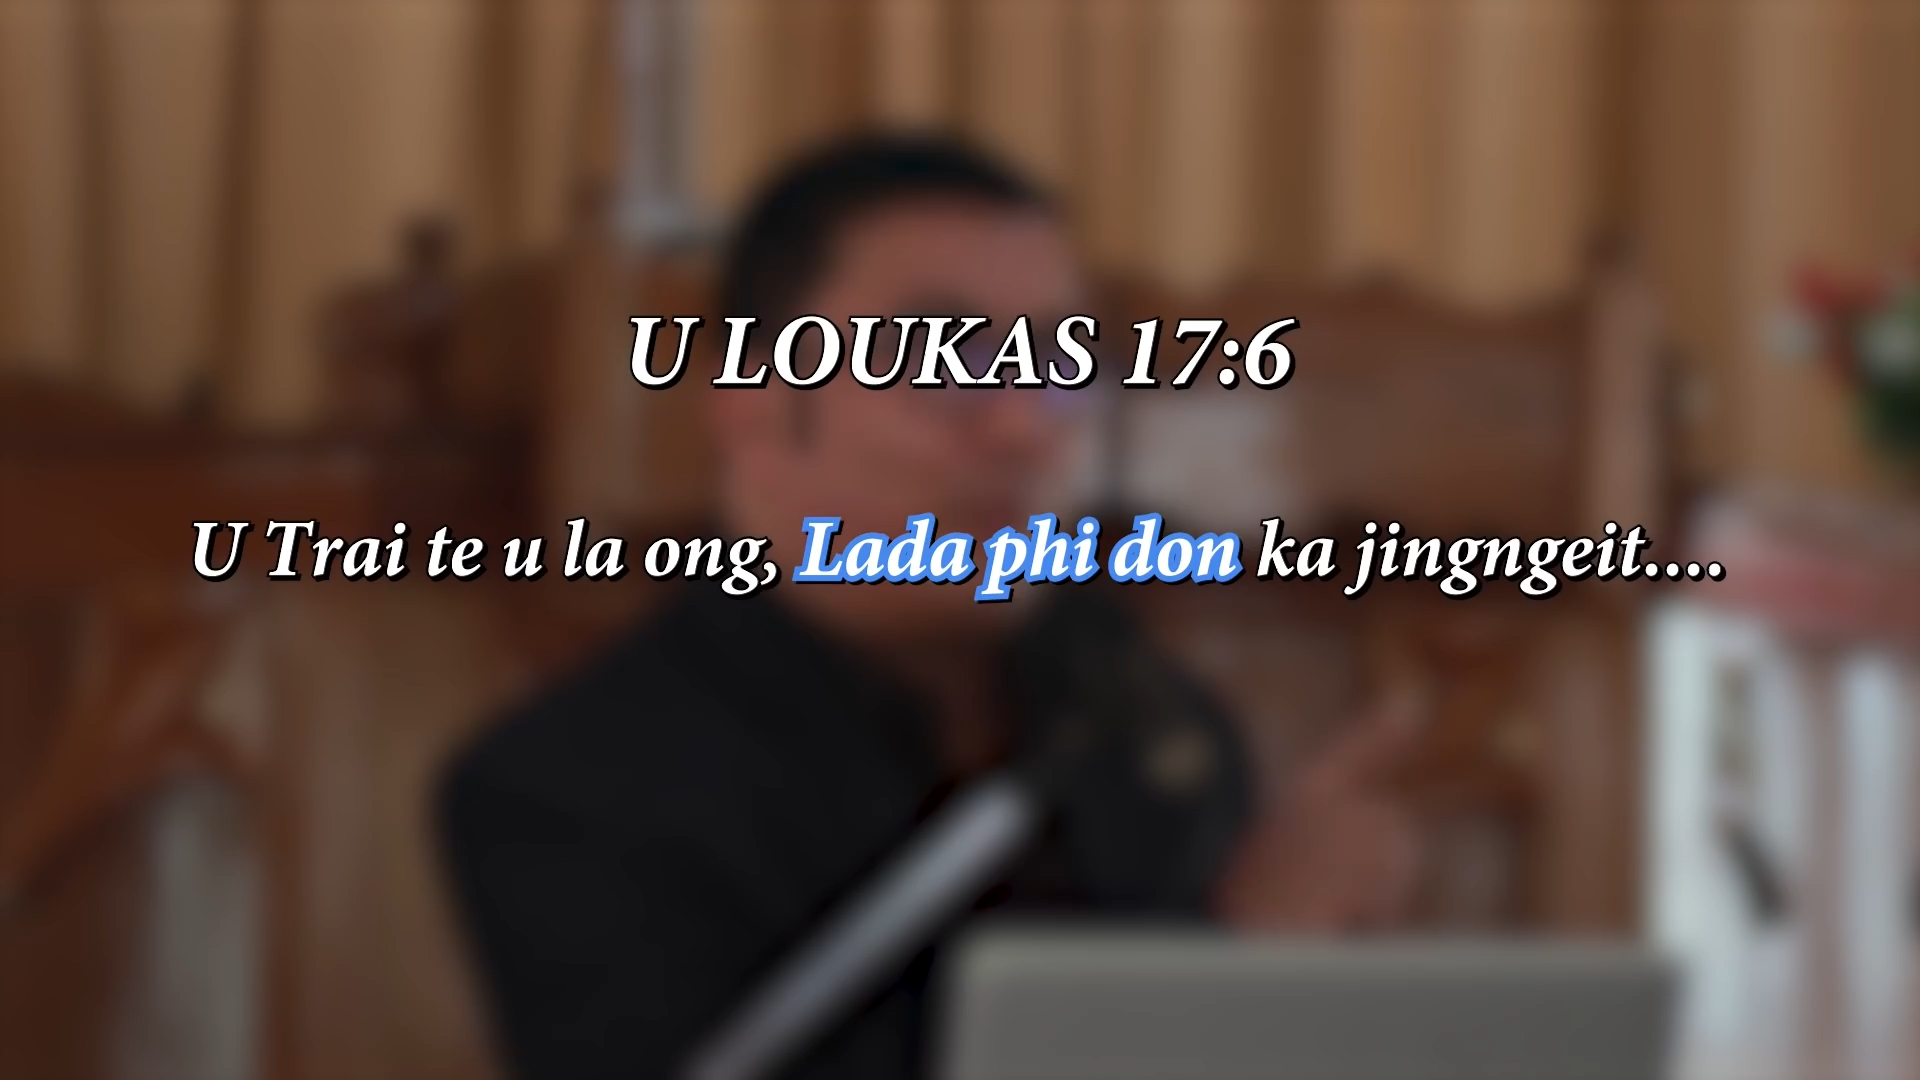 U LOUKAS 17:6
U Trai te u la ong, Lada phi don ka jingngeit....